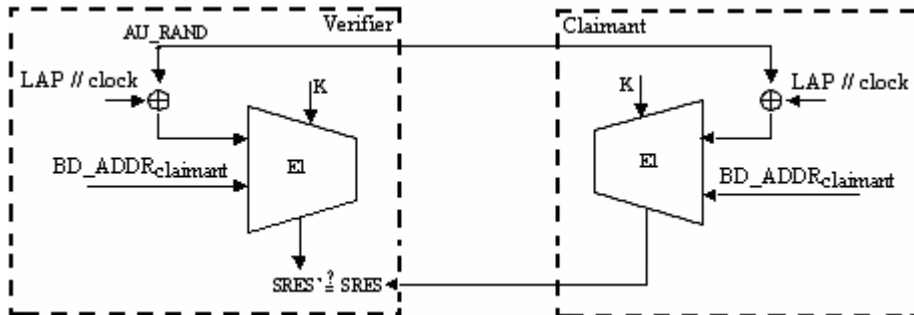 Verifier
Claimant
AU_RAND
LAP // clock
LAP // clock
K
K
E1
E1
BD_ADDRclaimant
BD_ADDRclaimant
SRES' ≟ SRES